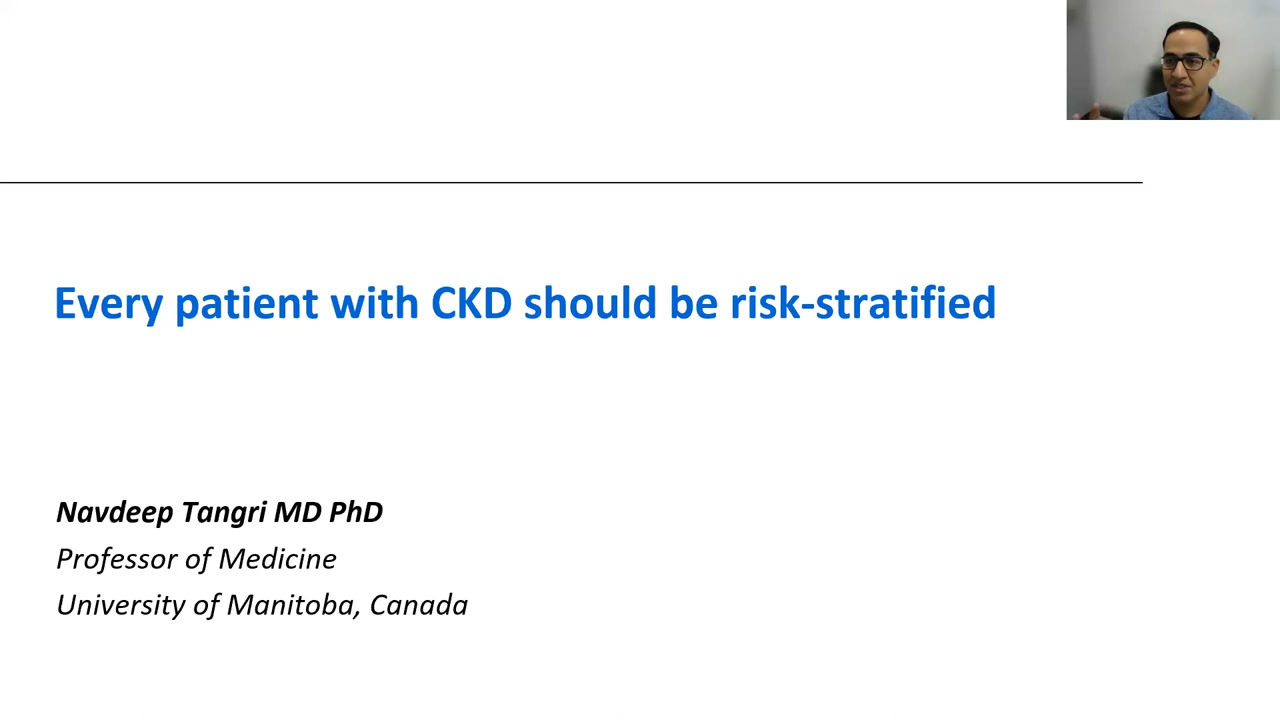 Every patient with CKD should be risk-stratified
Navdeep Tangri MD PhD
Professor of Medicine
University of Manitoba, Canada